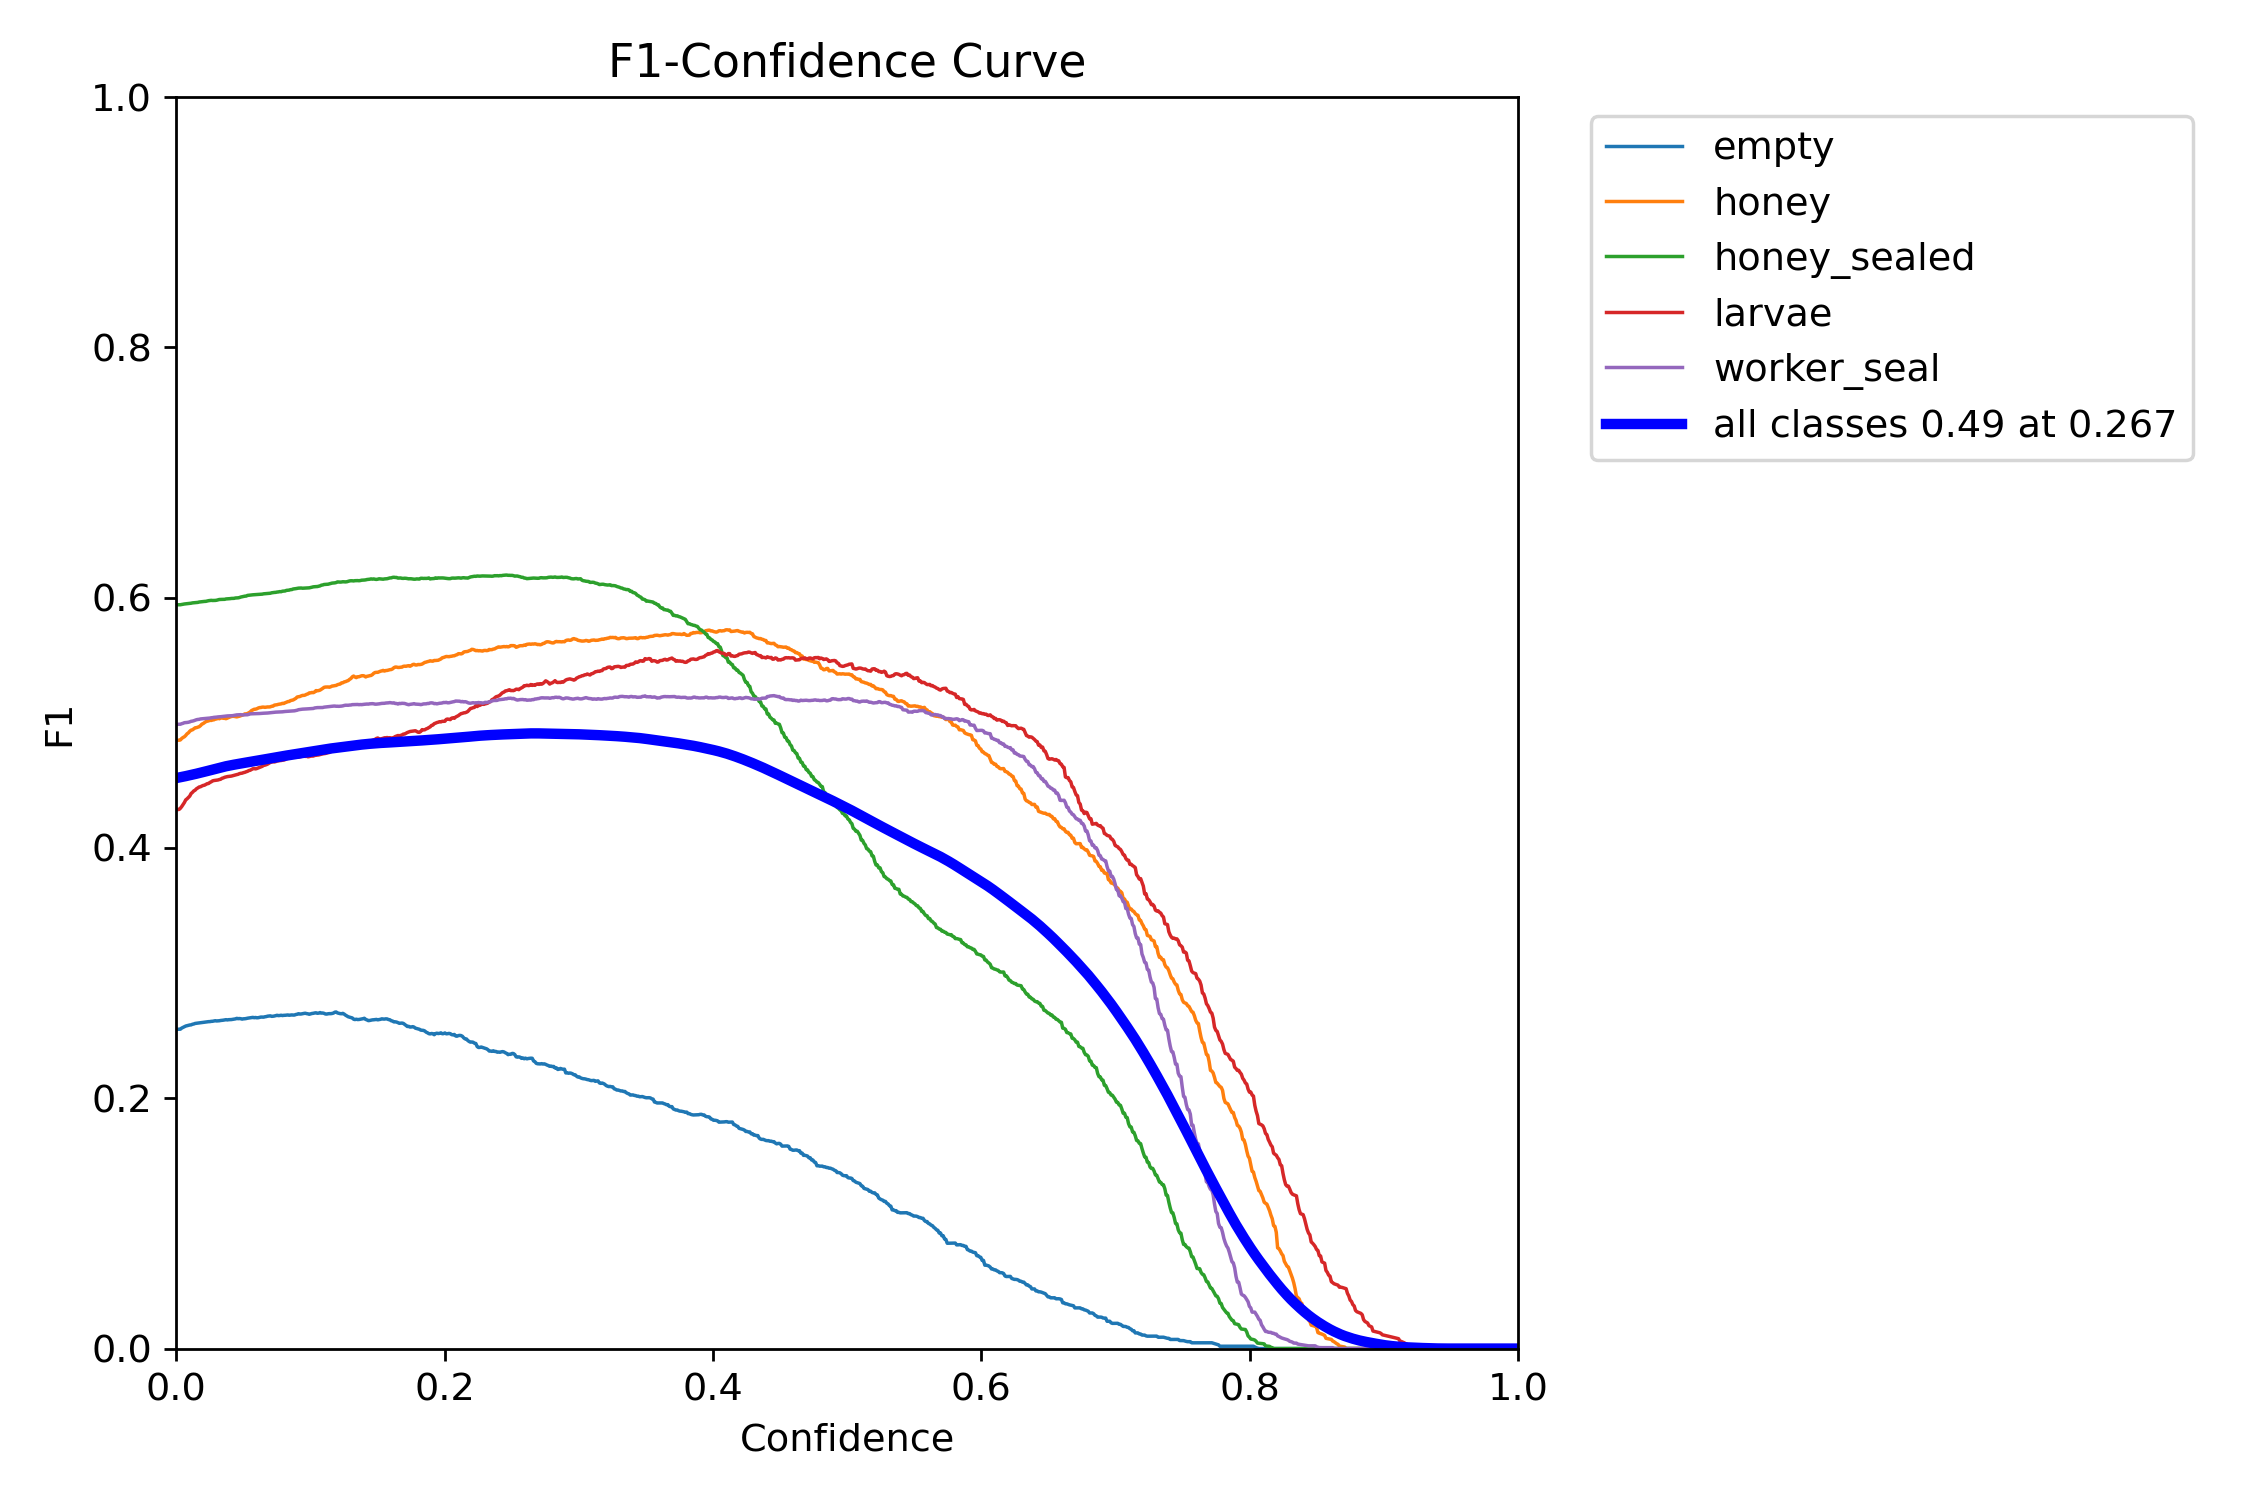 F1-Confidence Curve
1.0
0.8
0.6
0.4
0.2
0.0
F1
0.0 0.2 0.4 0.6 0.8 1.0
Confidence
empty
honey
honey_sealed
larvae
worker_seal
all classes 0.49 at 0.267